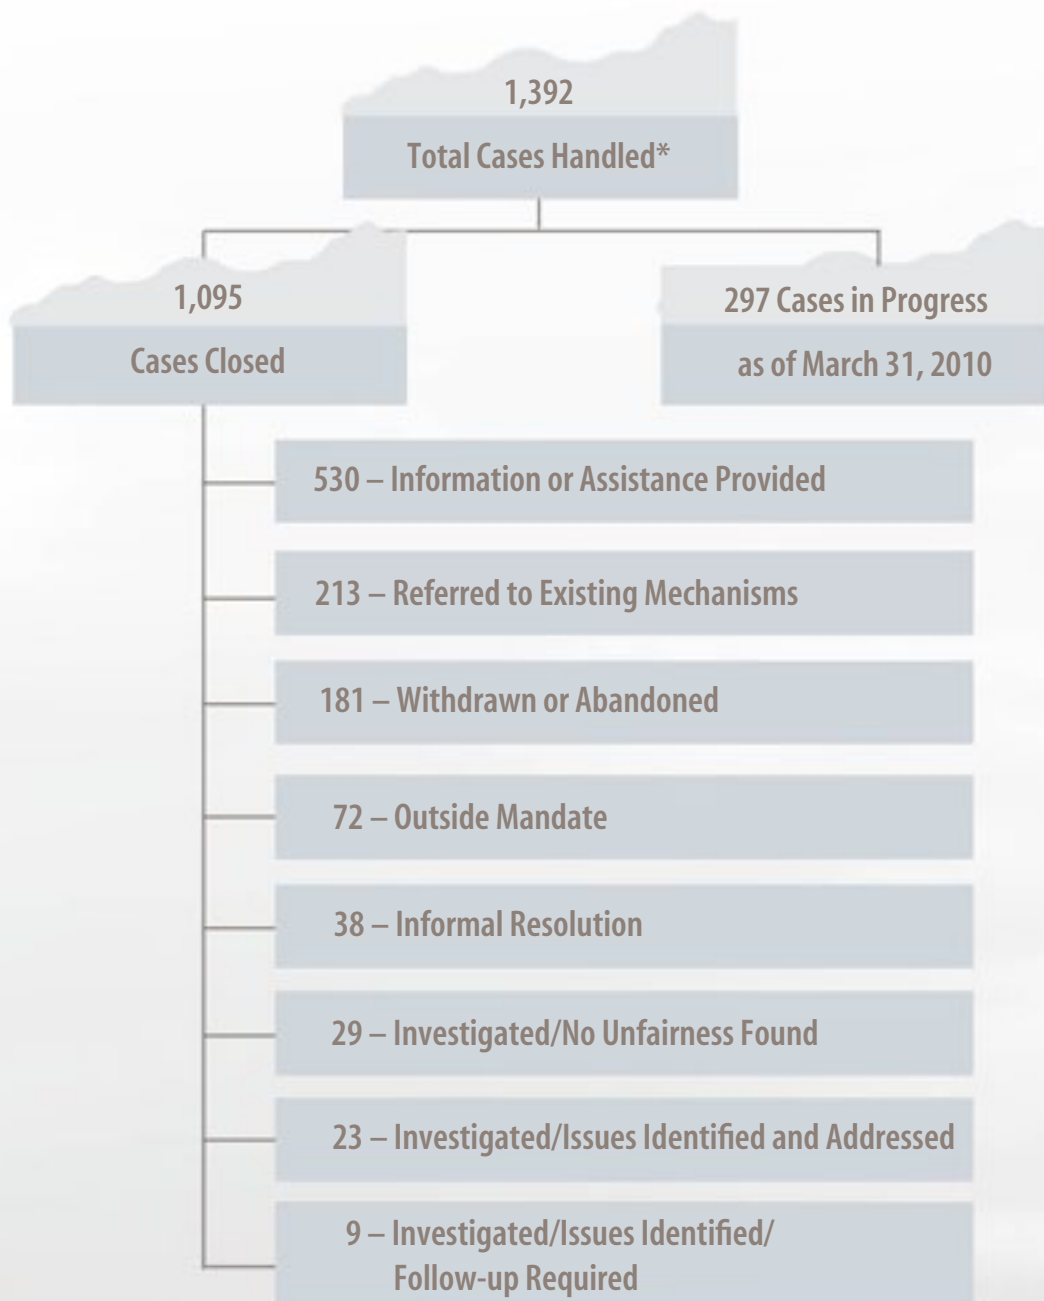 1,392
Total Cases Handled*
1,095
Cases Closed
297 Cases in Progress
as of March 31, 2010
530 – Information or Assistance Provided
213 – Referred to Existing Mechanisms
181 – Withdrawn or Abandoned
72 – Outside Mandate
38 – Informal Resolution
29 – Investigated/No Unfairness Found
23 – Investigated/Issues Identified and Addressed
9 – Investigated/Issues Identified/
Follow-up Required